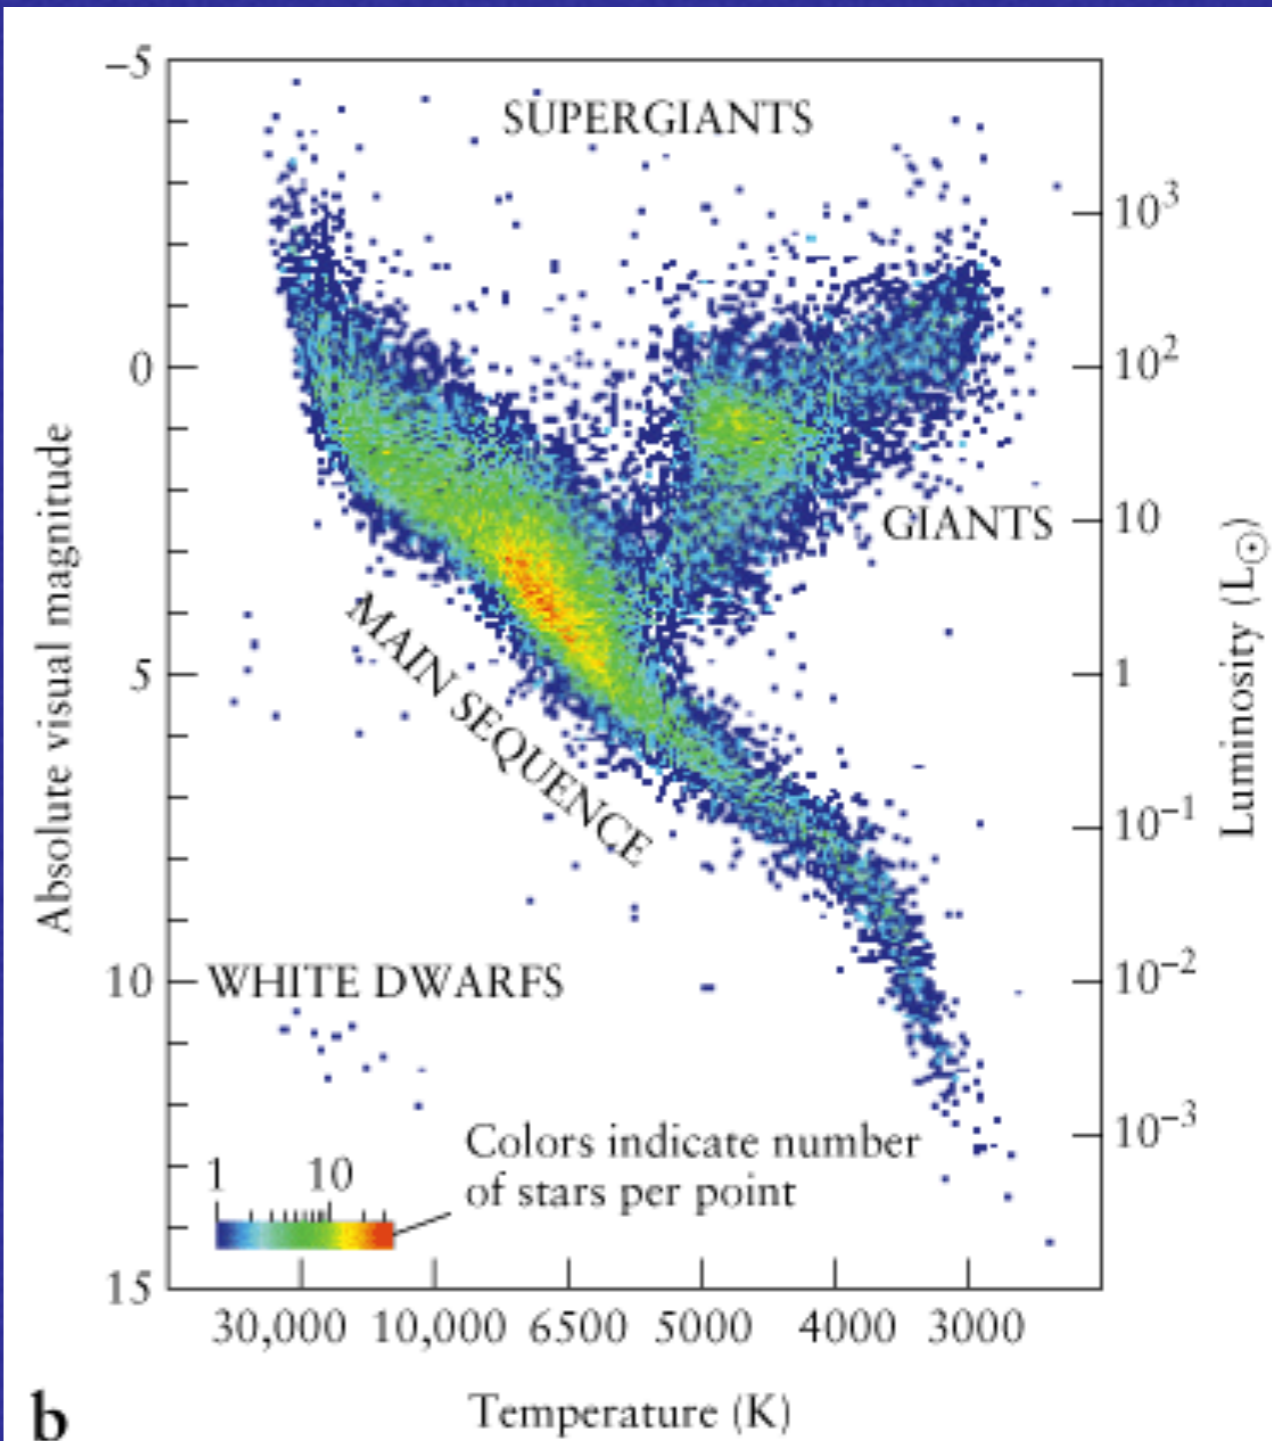 −5
SUPERGIANTS
10³
0
10²
GIANTS
10
Absolute visual magnitude
Luminosity (L☉)
MAIN SEQUENCE
5
1
10⁻¹
10
WHITE DWARFS
10⁻²
10⁻³
Colors indicate number
of stars per point
1 10
15
30,000 10,000 6500 5000 4000 3000
Temperature (K)
b